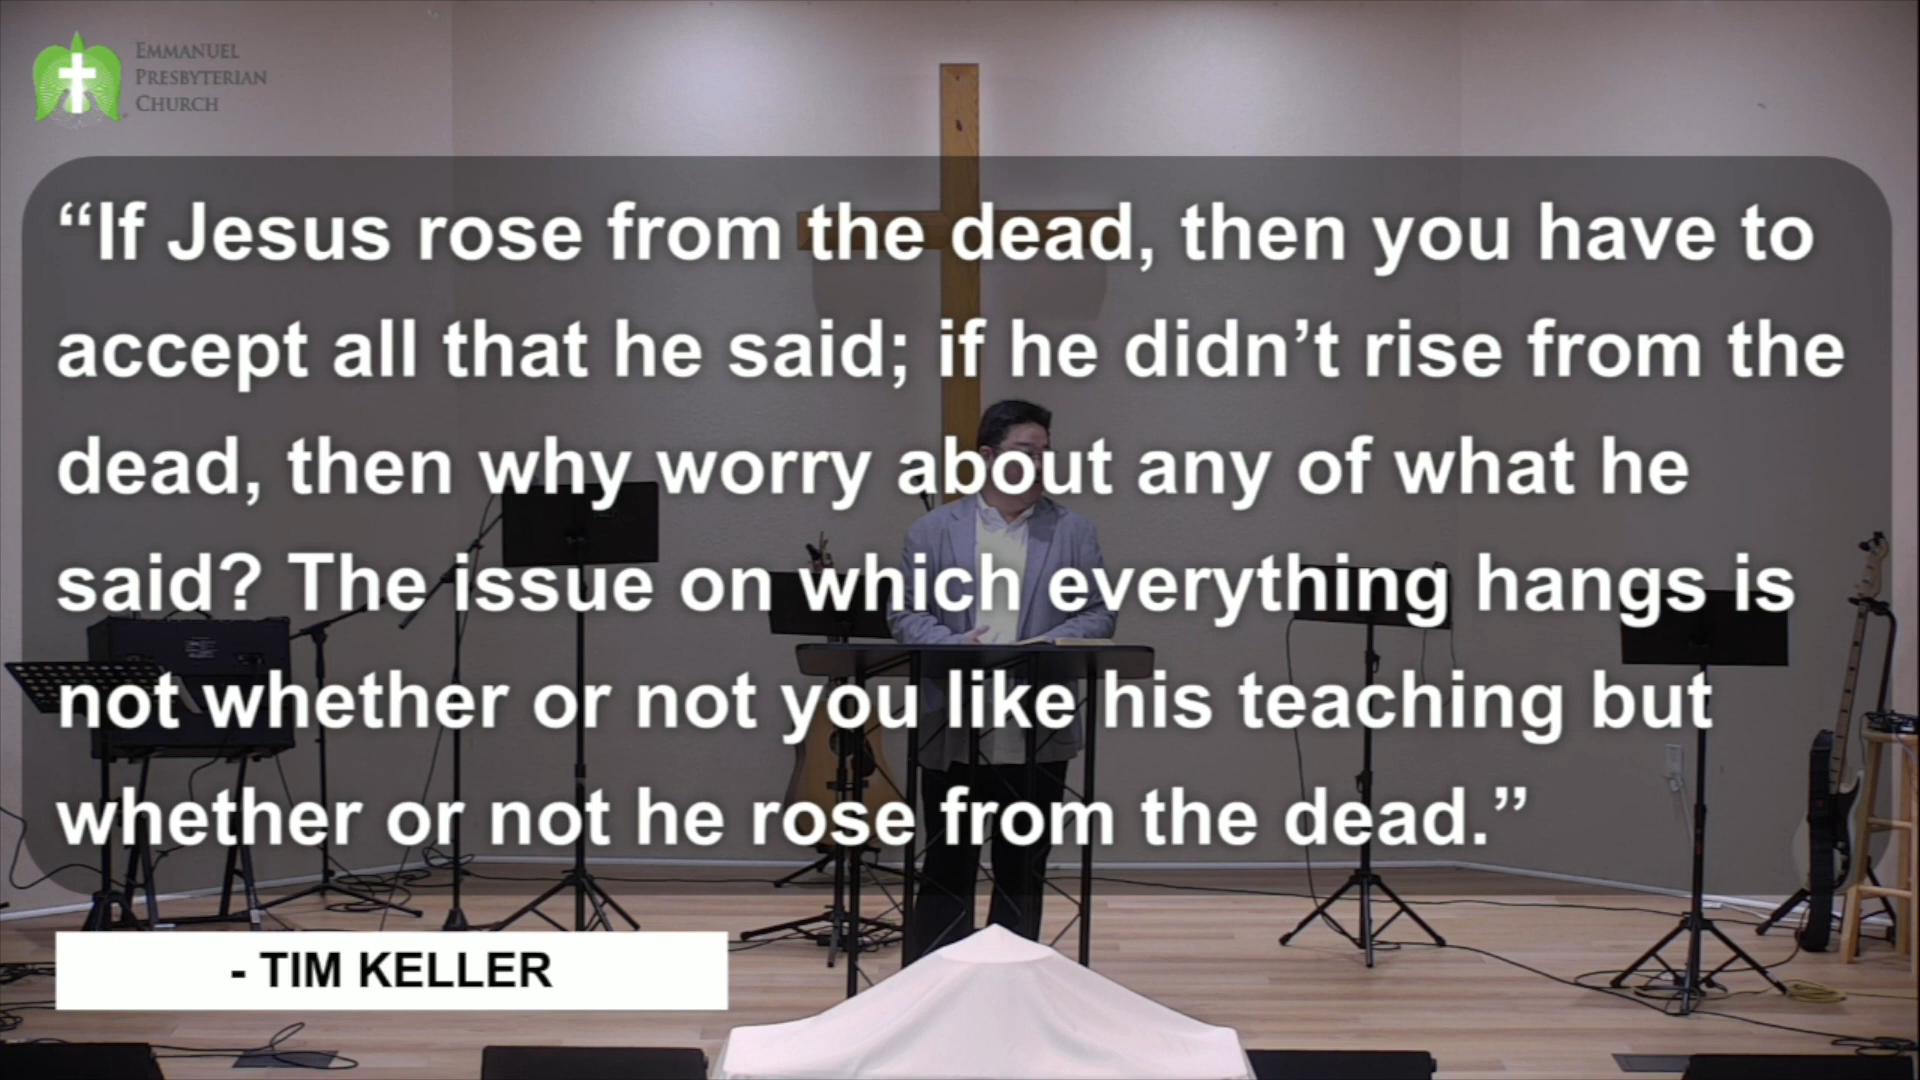 EMMANUEL
PRESBYTERIAN
CHURCH
“If Jesus rose from the dead, then you have to
accept all that he said; if he didn’t rise from the
dead, then why worry about any of what he
said? The issue on which everything hangs is
not whether or not you like his teaching but
whether or not he rose from the dead.”
- TIM KELLER